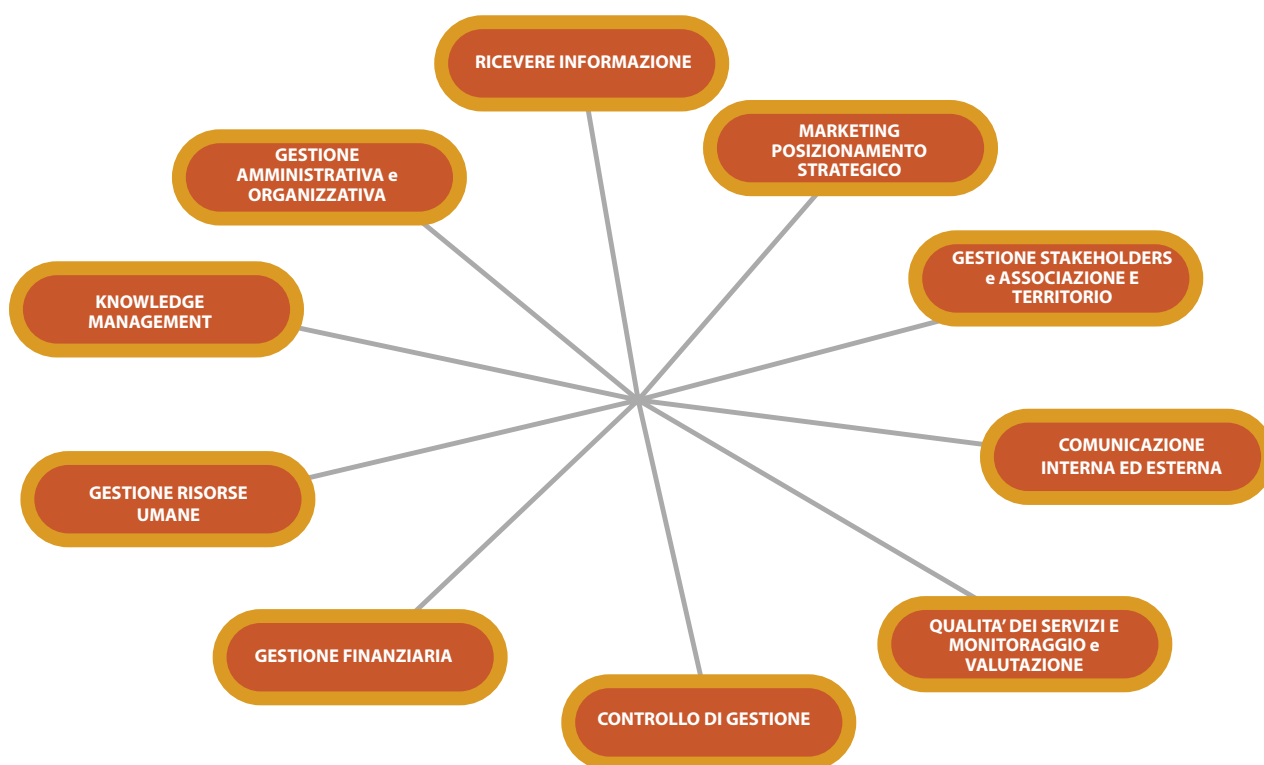 RICEVERE INFORMAZIONE
MARKETING
POSIZIONAMENTO
STRATEGICO
GESTIONE
AMMINISTRATIVA e
ORGANIZZATIVA
GESTIONE STAKEHOLDERS
e ASSOCIAZIONE E
TERRITORIO
KNOWLEDGE
MANAGEMENT
COMUNICAZIONE
INTERNA ED ESTERNA
GESTIONE RISORSE
UMANE
QUALITA’ DEI SERVIZI E
MONITORAGGIO e
VALUTAZIONE
GESTIONE FINANZIARIA
CONTROLLO DI GESTIONE